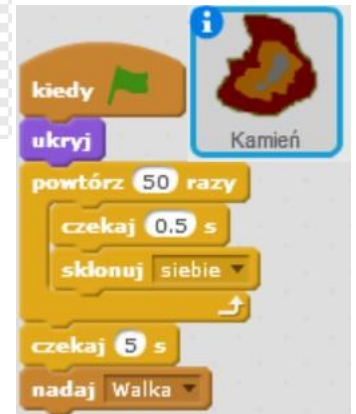 kiedy
Kamień
ukryj
powtórz 50 razy
czekaj 0.5 s
sklonuj siebie
czekaj 5 s
nadaj Walka